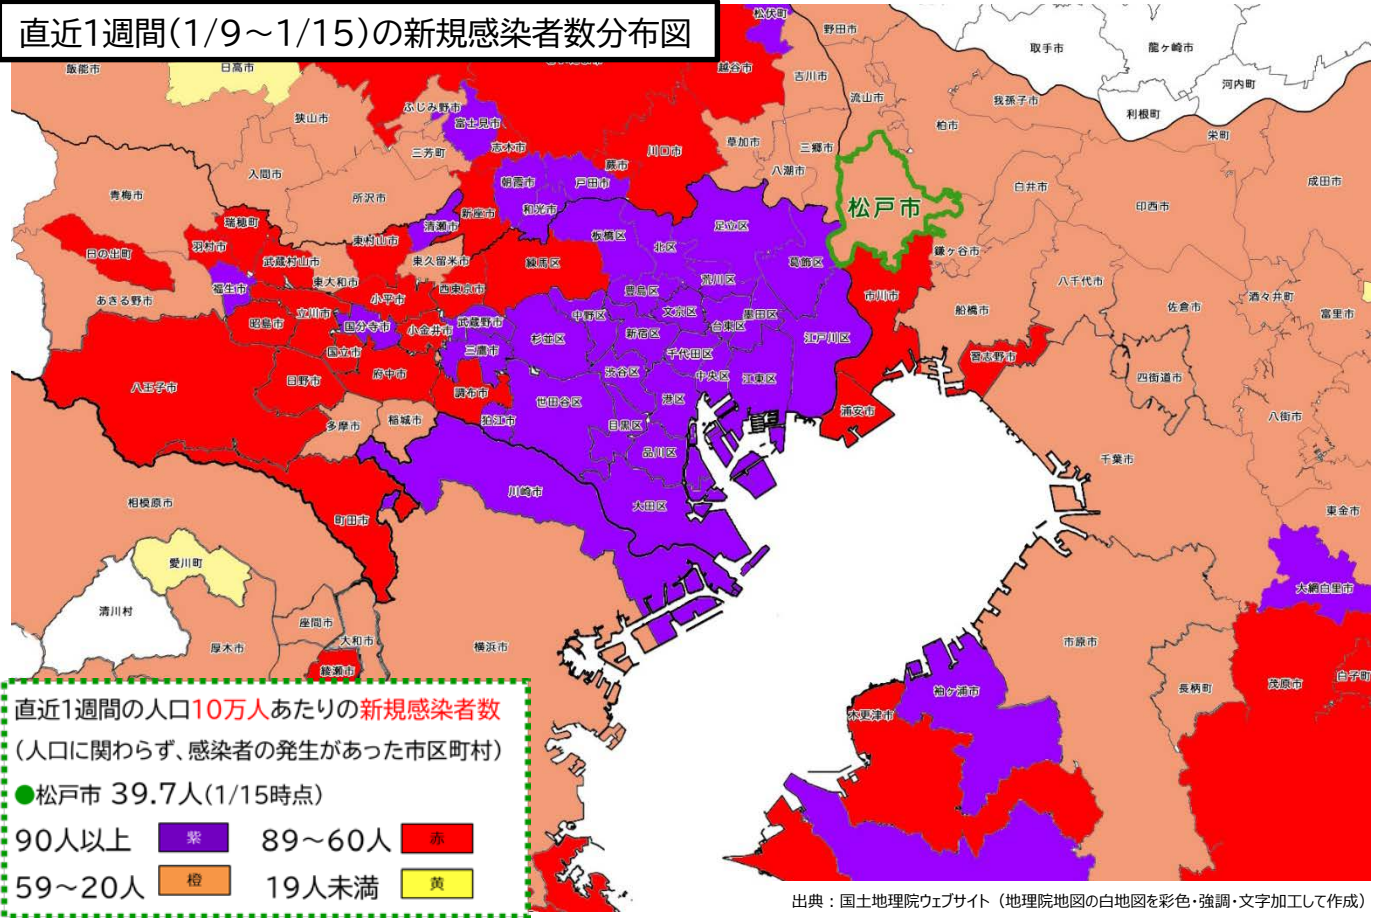 直近1週間(1/9～1/15)の新規感染者数分布図
松伏町
野田市
取手市
龍ヶ崎市
飯能市
日高市
越谷市
吉川市
河内町
流山市
我孫子市
利根町
狭山市
ふじみ野市
富士見市
柏市
栄町
三芳町
志木市
草加市
三郷市
川口市
蕨市
八潮市
入間市
所沢市
朝霞市
戸田市
成田市
青梅市
白井市
印西市
和光市
新座市
松戸市
瑞穂町
清瀬市
足立区
板橋区
北区
羽村市
東村山市
日の出町
武蔵村山市
東久留米市
練馬区
葛飾区
鎌ヶ谷市
東大和市
荒川区
八千代市
福生市
西東京市
豊島区
市川市
あきる野市
小平市
船橋市
佐倉市
酒々井町
富里市
立川市
文京区
墨田区
昭島市
国分寺市
小金井市
武蔵野市
中野区
新宿区
台東区
杉並区
江戸川区
国立市
三鷹市
千代田区
習志野市
八王子市
日野市
府中市
渋谷区
中央区
江東区
四街道市
調布市
世田谷区
港区
浦安市
多摩市
稲城市
狛江市
目黒区
八街市
品川区
千葉市
川崎市
相模原市
大田区
町田市
東金市
愛川町
大網白里市
清川村
座間市
大和市
厚木市
横浜市
市原市
綾瀬市
袖ヶ浦市
長柄町
茂原市
白子町
木更津市
直近1週間の人口10万人あたりの新規感染者数
（人口に関わらず、感染者の発生があった市区町村）
●松戸市 39.7人(1/15時点)
90人以上 紫 89～60人 赤
59～20人 橙 19人未満 黄
出典：国土地理院ウェブサイト（地理院地図の白地図を彩色・強調・文字加工して作成）